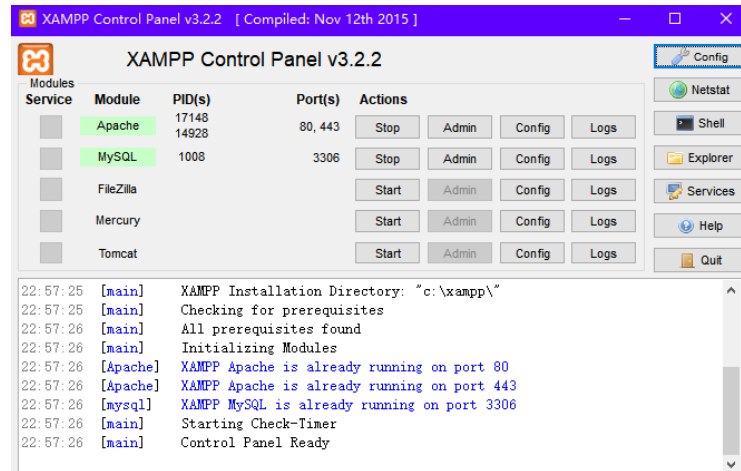 XAMPP Control Panel v3.2.2 [ Compiled: Nov 12th 2015 ]
XAMPP Control Panel v3.2.2
Config
Modules
Service Module PID(s) Port(s) Actions
Netstat
Apache 17148 14928 80, 443 Stop Admin Config Logs
Shell
MySQL 1008 3306 Stop Admin Config Logs
Explorer
FileZilla Start Admin Config Logs
Services
Mercury Start Admin Config Logs
Help
Tomcat Start Admin Config Logs
Quit
22:57:25 [main] XAMPP Installation Directory: "c:\xampp\"
22:57:25 [main] Checking for prerequisites
22:57:26 [main] All prerequisites found
22:57:26 [main] Initializing Modules
22:57:26 [Apache] XAMPP Apache is already running on port 80
22:57:26 [Apache] XAMPP Apache is already running on port 443
22:57:26 [mysql] XAMPP MySQL is already running on port 3306
22:57:26 [main] Starting Check-Timer
22:57:26 [main] Control Panel Ready